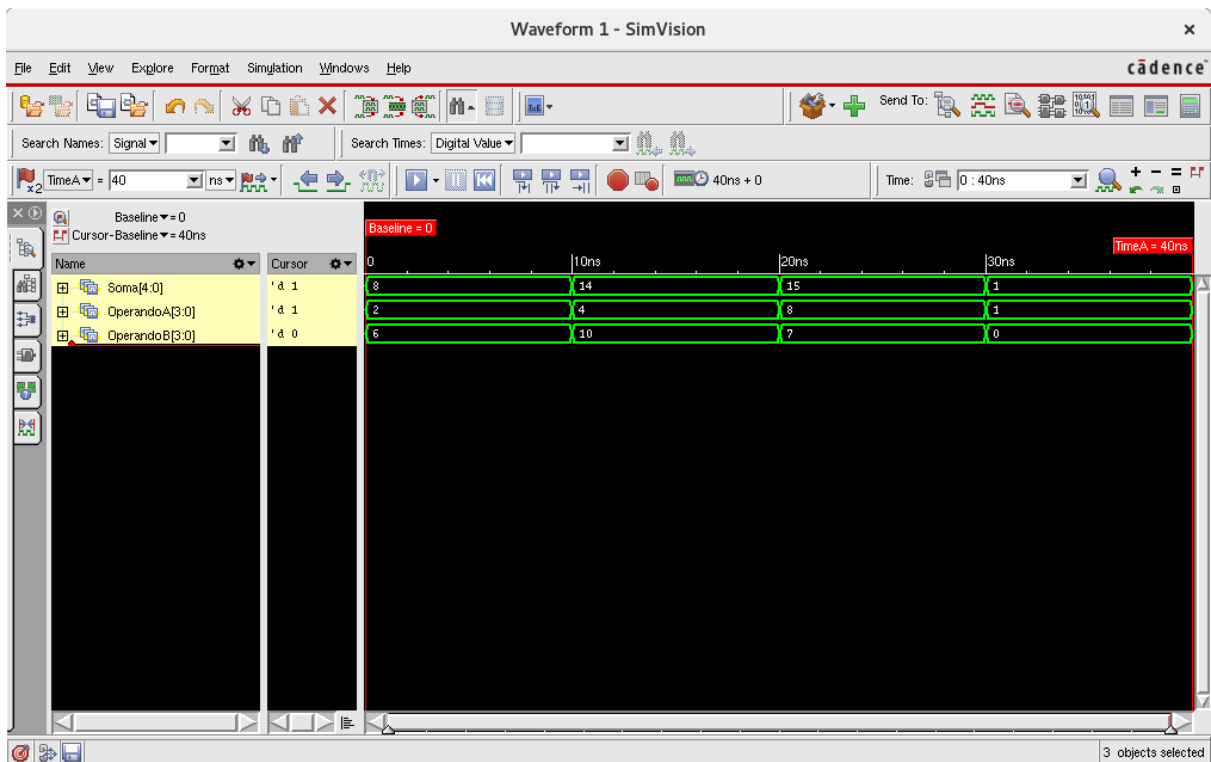 Waveform 1 - SimVision
×
File Edit View Explore Format Simulation Windows Help
cādence
Send To:
Search Names: Signal
Search Times: Digital Value
TimeA = 40 ns
40ns + 0
Time: 0 : 40ns
Baseline = 0
Cursor-Baseline = 40ns
Baseline = 0
TimeA = 40ns
Name Cursor
0 10ns 20ns 30ns
Soma[4:0] 'd 1 8 14 15 1
OperandoA[3:0] 'd 1 2 4 8 1
OperandoB[3:0] 'd 0 6 10 7 0
3 objects selected